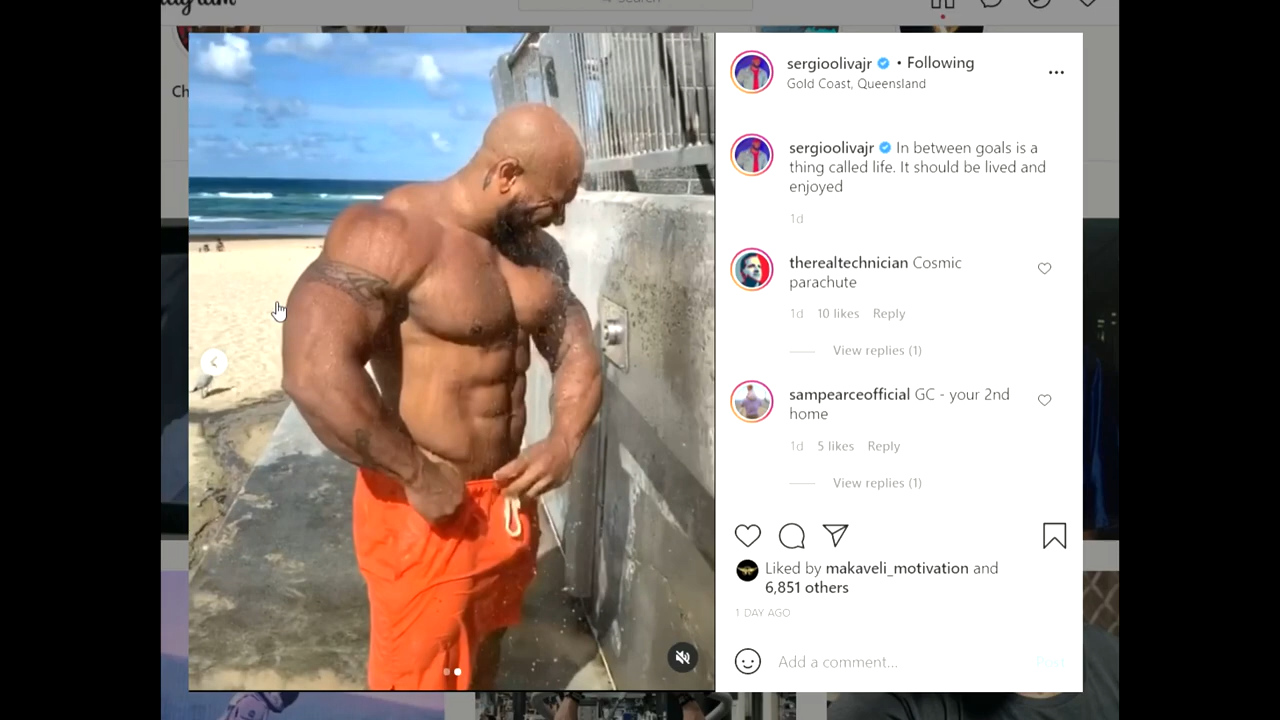 sergioolivajr • Following
Gold Coast, Queensland
sergioolivajr In between goals is a
thing called life. It should be lived and
enjoyed
1d
therealtechnician Cosmic
parachute
1d 10 likes Reply
View replies (1)
sampearceofficial GC - your 2nd
home
1d 5 likes Reply
View replies (1)
Liked by makaveli_motivation and
6,851 others
1 DAY AGO
Add a comment... Post